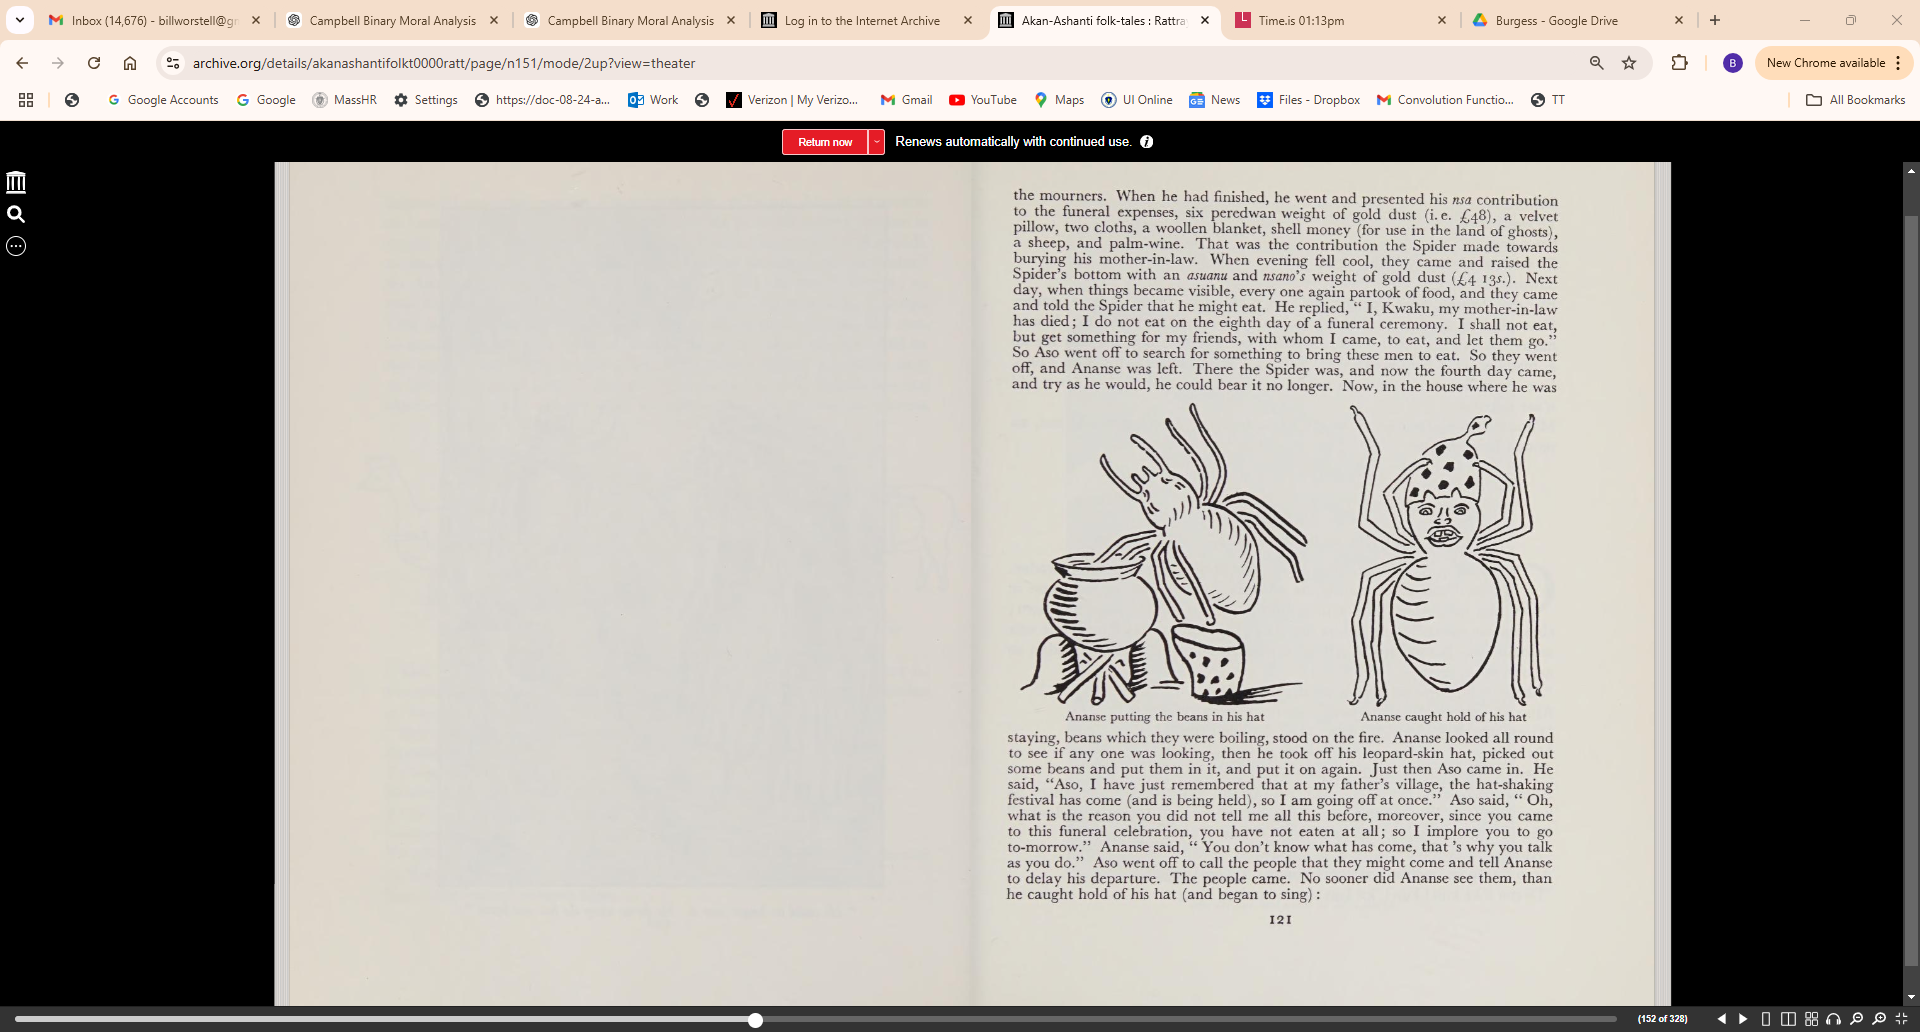 Inbox (14,676) - billworstell@gm
Campbell Binary Moral Analysis
Campbell Binary Moral Analysis
Log in to the Internet Archive
Akan-Ashanti folk-tales : Rattra
Time.is 01:13pm
Burgess - Google Drive
archive.org/details/akanashantifolkt0000ratt/page/n151/mode/2up?view=theater
B
New Chrome available
Google Accounts
Google
MassHR
Settings
https://doc-08-24-a...
Work
Verizon | My Verizo...
Gmail
YouTube
Maps
UI Online
News
Files - Dropbox
Convolution Functio...
TT
All Bookmarks
Return now
Renews automatically with continued use.
the mourners. When he had finished, he went and presented his nsa contribution
to the funeral expenses, six peredwan weight of gold dust (i.e. £48), a velvet
pillow, two cloths, a woollen blanket, shell money (for use in the land of ghosts),
a sheep, and palm-wine. That was the contribution the Spider made towards
burying his mother-in-law. When evening fell cool, they came and raised the
Spider's bottom with an asuanu and nsano's weight of gold dust (£4 13s.). Next
day, when things became visible, every one again partook of food, and they came
and told the Spider that he might eat. He replied, “ I, Kwaku, my mother-in-law
has died; I do not eat on the eighth day of a funeral ceremony. I shall not eat,
but get something for my friends, with whom I came, to eat, and let them go.”
So Aso went off to search for something to bring these men to eat. So they went
off, and Ananse was left. There the Spider was, and now the fourth day came,
and try as he would, he could bear it no longer. Now, in the house where he was
Ananse putting the beans in his hat
Ananse caught hold of his hat
staying, beans which they were boiling, stood on the fire. Ananse looked all round
to see if any one was looking, then he took off his leopard-skin hat, picked out
some beans and put them in it, and put it on again. Just then Aso came in. He
said, “Aso, I have just remembered that at my father's village, the hat-shaking
festival has come (and is being held), so I am going off at once.” Aso said, “ Oh,
what is the reason you did not tell me all this before, moreover, since you came
to this funeral celebration, you have not eaten at all; so I implore you to go
to-morrow.” Ananse said, “ You don't know what has come, that 's why you talk
as you do.” Aso went off to call the people that they might come and tell Ananse
to delay his departure. The people came. No sooner did Ananse see them, than
he caught hold of his hat (and began to sing) :
121
(152 of 328)